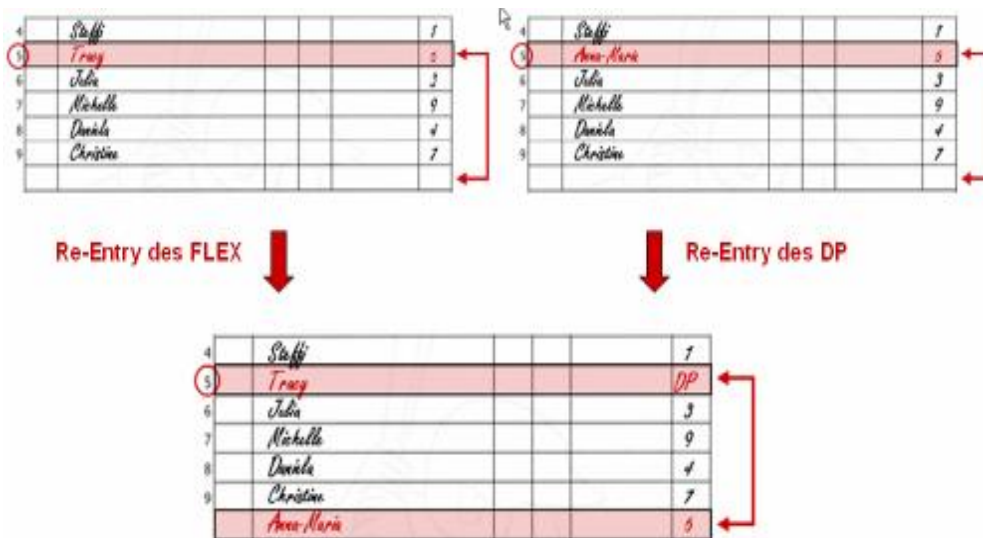 4 Steffi 1
5 Tracy 5
6 Julia 3
7 Michelle 9
8 Daniela 4
9 Christine 7
4 Steffi 1
5 Anna-Maria 5
6 Julia 3
7 Michelle 9
8 Daniela 4
9 Christine 7
Re-Entry des FLEX
Re-Entry des DP
4 Steffi 1
5 Tracy DP
6 Julia 3
7 Michelle 9
8 Daniela 4
9 Christine 7
Anna-Maria 5